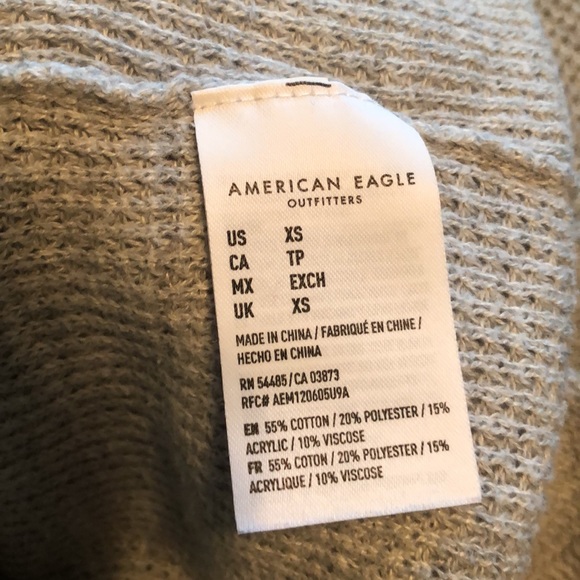 AMERICAN EAGLE
OUTFITTERS
US XS
CA TP
MX EXCH
UK XS
MADE IN CHINA / FABRIQUÉ EN CHINE /
HECHO EN CHINA
RN 54485 / CA 03873
RFC# AEM120605U9A
EN 55% COTTON / 20% POLYESTER / 15%
ACRYLIC / 10% VISCOSE
FR 55% COTON / 20% POLYESTER / 15%
ACRYLIQUE / 10% VISCOSE